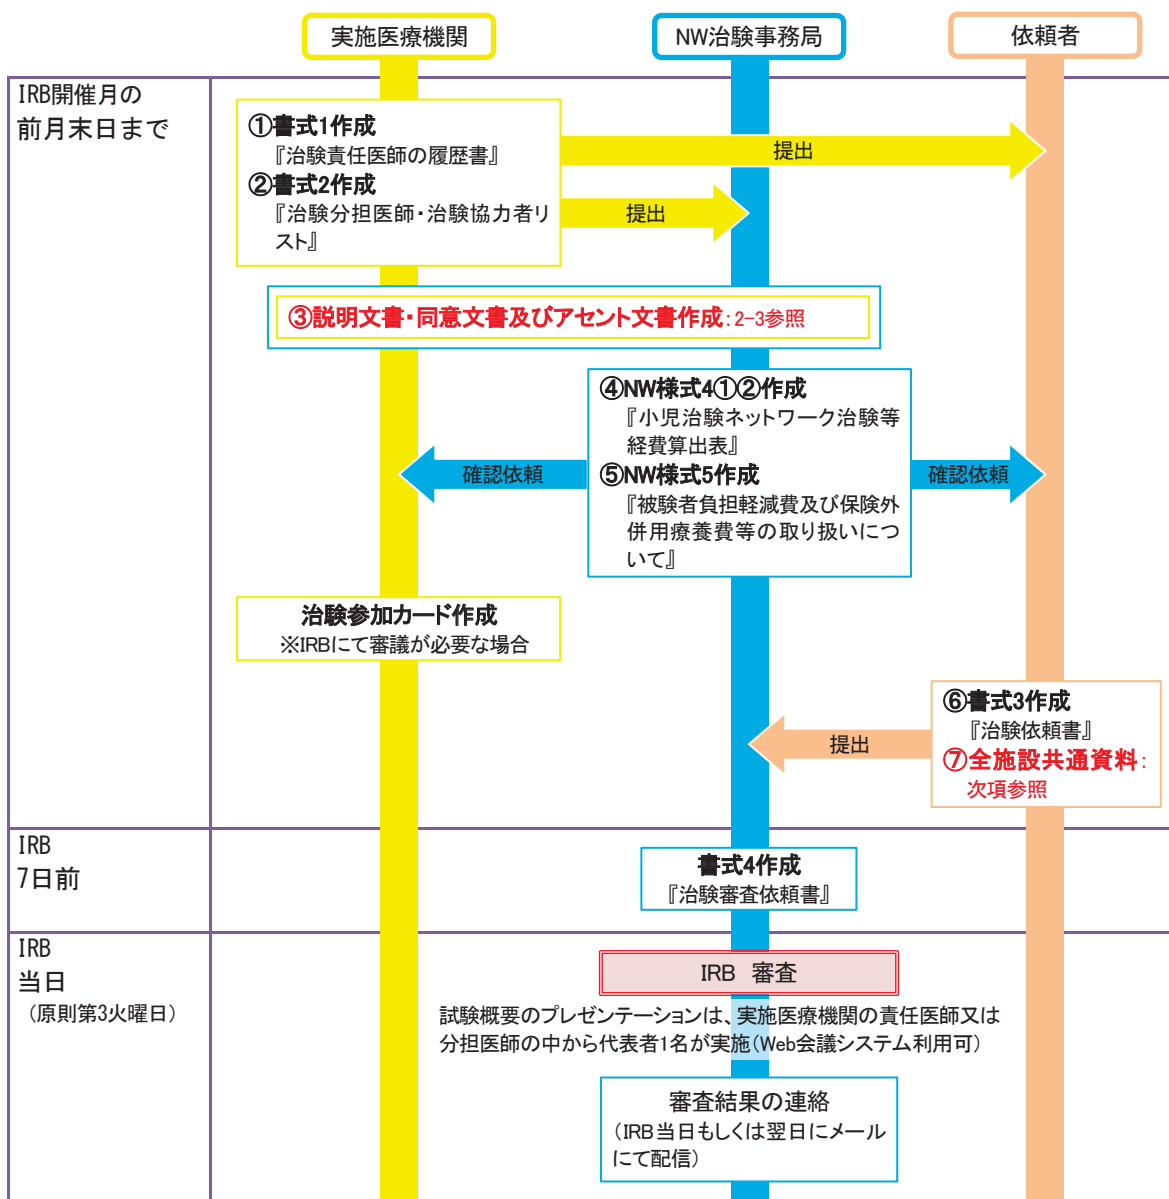 実施医療機関
NW治験事務局
依頼者
IRB開催月の
前月末日まで
①書式1作成
『治験責任医師の履歴書』
②書式2作成
『治験分担医師・治験協力者リ
スト』
提出
提出
③説明文書・同意文書及びアセント文書作成：2-3参照
④NW様式4①②作成
『小児治験ネットワーク治験等
経費算出表』
⑤NW様式5作成
『被験者負担軽減費及び保険外
併用療養費等の取り扱いにつ
いて』
確認依頼
確認依頼
治験参加カード作成
※IRBにて審議が必要な場合
⑥書式3作成
『治験依頼書』
⑦全施設共通資料：
次項参照
提出
IRB
7日前
書式4作成
『治験審査依頼書』
IRB
当日
（原則第3火曜日）
IRB 審査
試験概要のプレゼンテーションは、実施医療機関の責任医師又は
分担医師の中から代表者1名が実施（Web会議システム利用可）
審査結果の連絡
（IRB当日もしくは翌日にメール
にて配信）